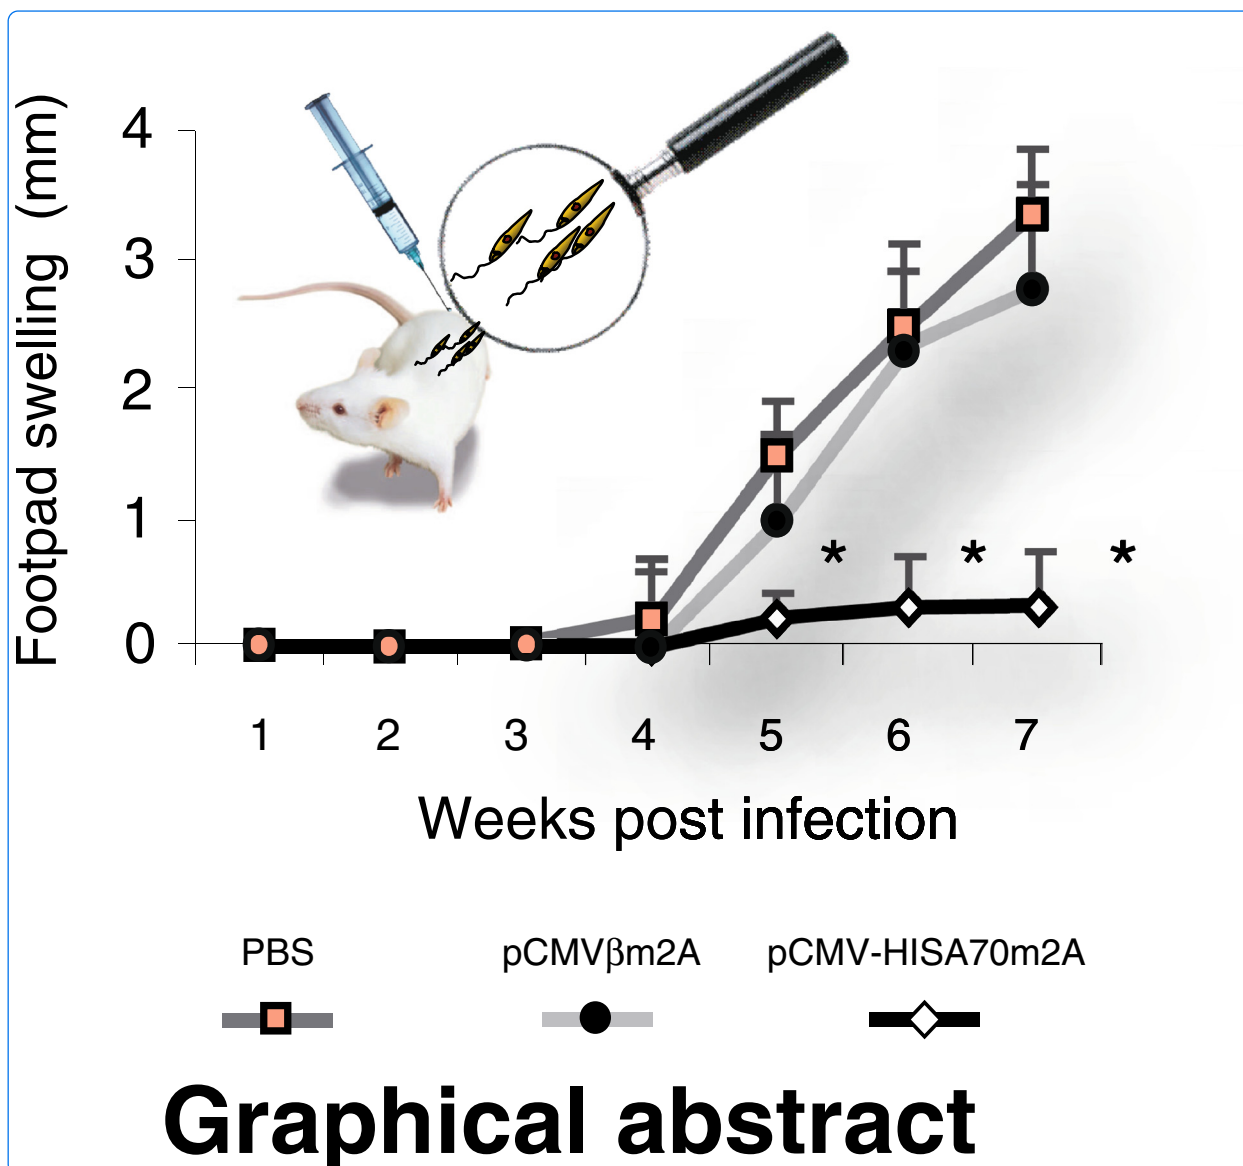 Footpad swelling (mm)
4
3
2
1
0
* * *
1 2 3 4 5 6 7
Weeks post infection
PBS pCMVβm2A pCMV-HISA70m2A
Graphical abstract